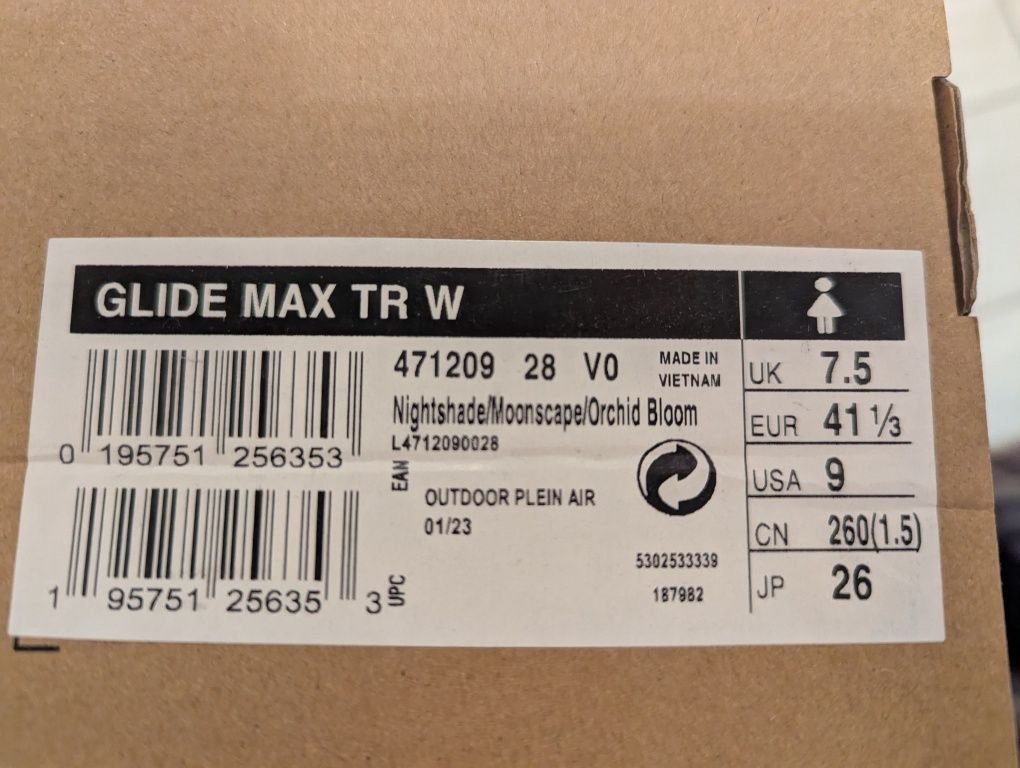 GLIDE MAX TR W
471209 28 V0
MADE IN
VIETNAM
Nightshade/Moonscape/Orchid Bloom
L4712090028
0 195751 256353
EAN
OUTDOOR PLEIN AIR
01/23
5302533339
187982
1 95751 25635 3
UPC
UK 7.5
EUR 41 ⅓
USA 9
CN 260(1.5)
JP 26